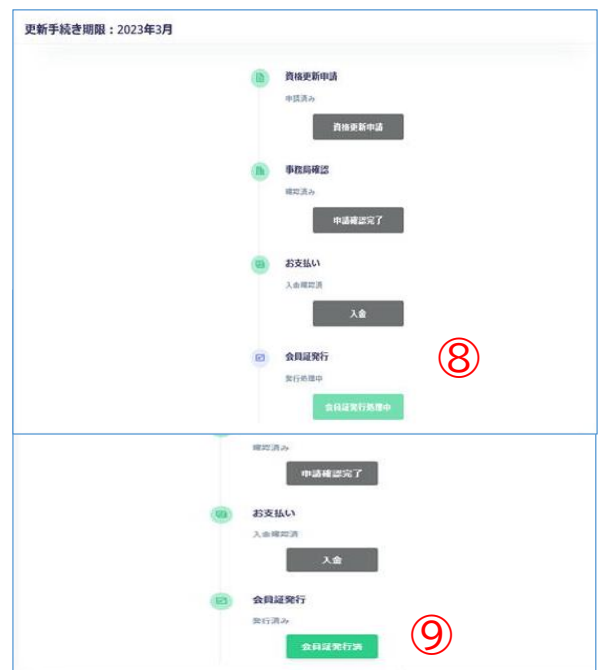 更新手続き期限：2023年3月
資格更新申請
申請済み
資格更新申請
事務局確認
確認済み
申請確認完了
お支払い
入金確認済
入金
会員証発行
⑧
発行処理中
会員証発行処理中
確認済み
申請確認完了
お支払い
入金確認済
入金
会員証発行
発行済み
⑨
会員証発行済